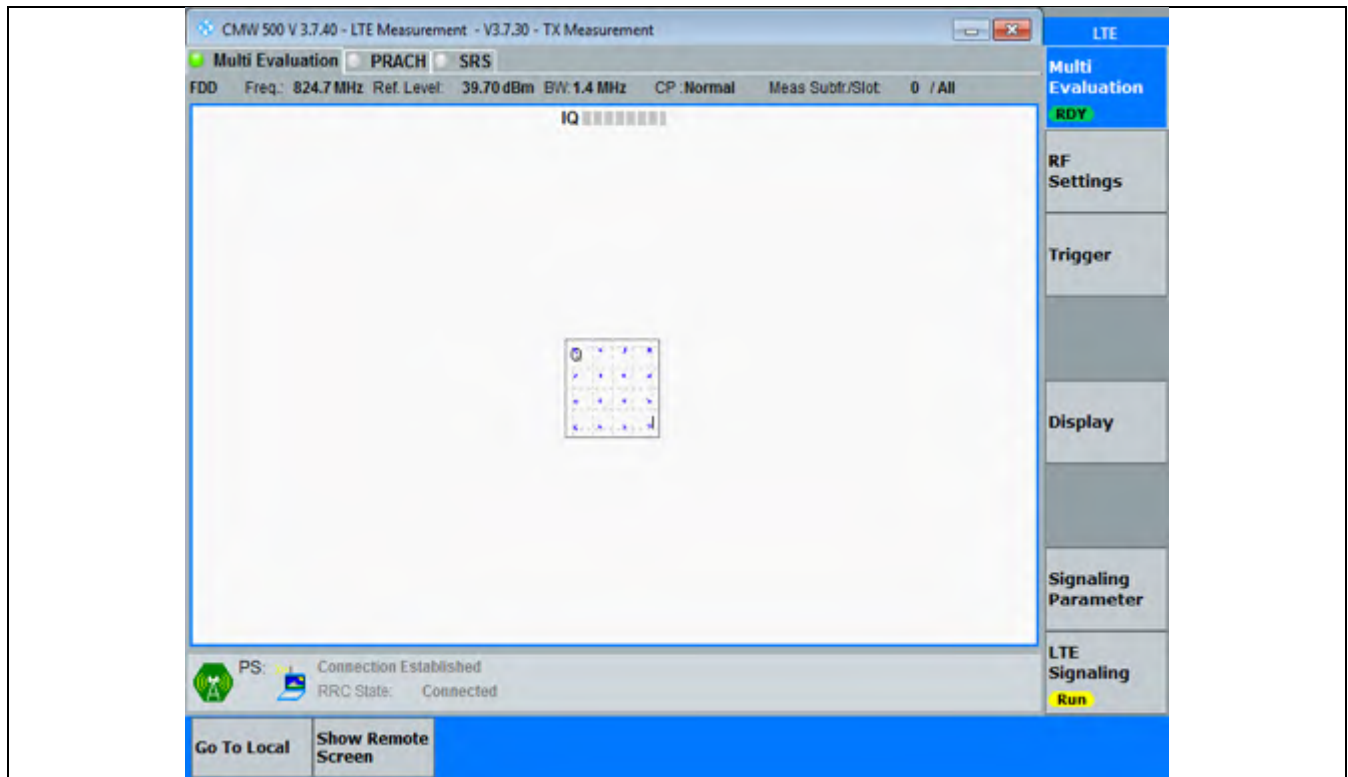 CMW 500 V 3.7.40 - LTE Measurement - V3.7.30 - TX Measurement
LTE
Multi Evaluation PRACH SRS
FDD Freq.: 824.7 MHz Ref. Level: 39.70 dBm BW: 1.4 MHz CP :Normal Meas Subfr./Slot: 0 / All
IQ
Multi
Evaluation
RDY
RF
Settings
Trigger
Display
Signaling
Parameter
LTE
Signaling
Run
PS: Connection Established
RRC State: Connected
Go To Local
Show Remote
Screen